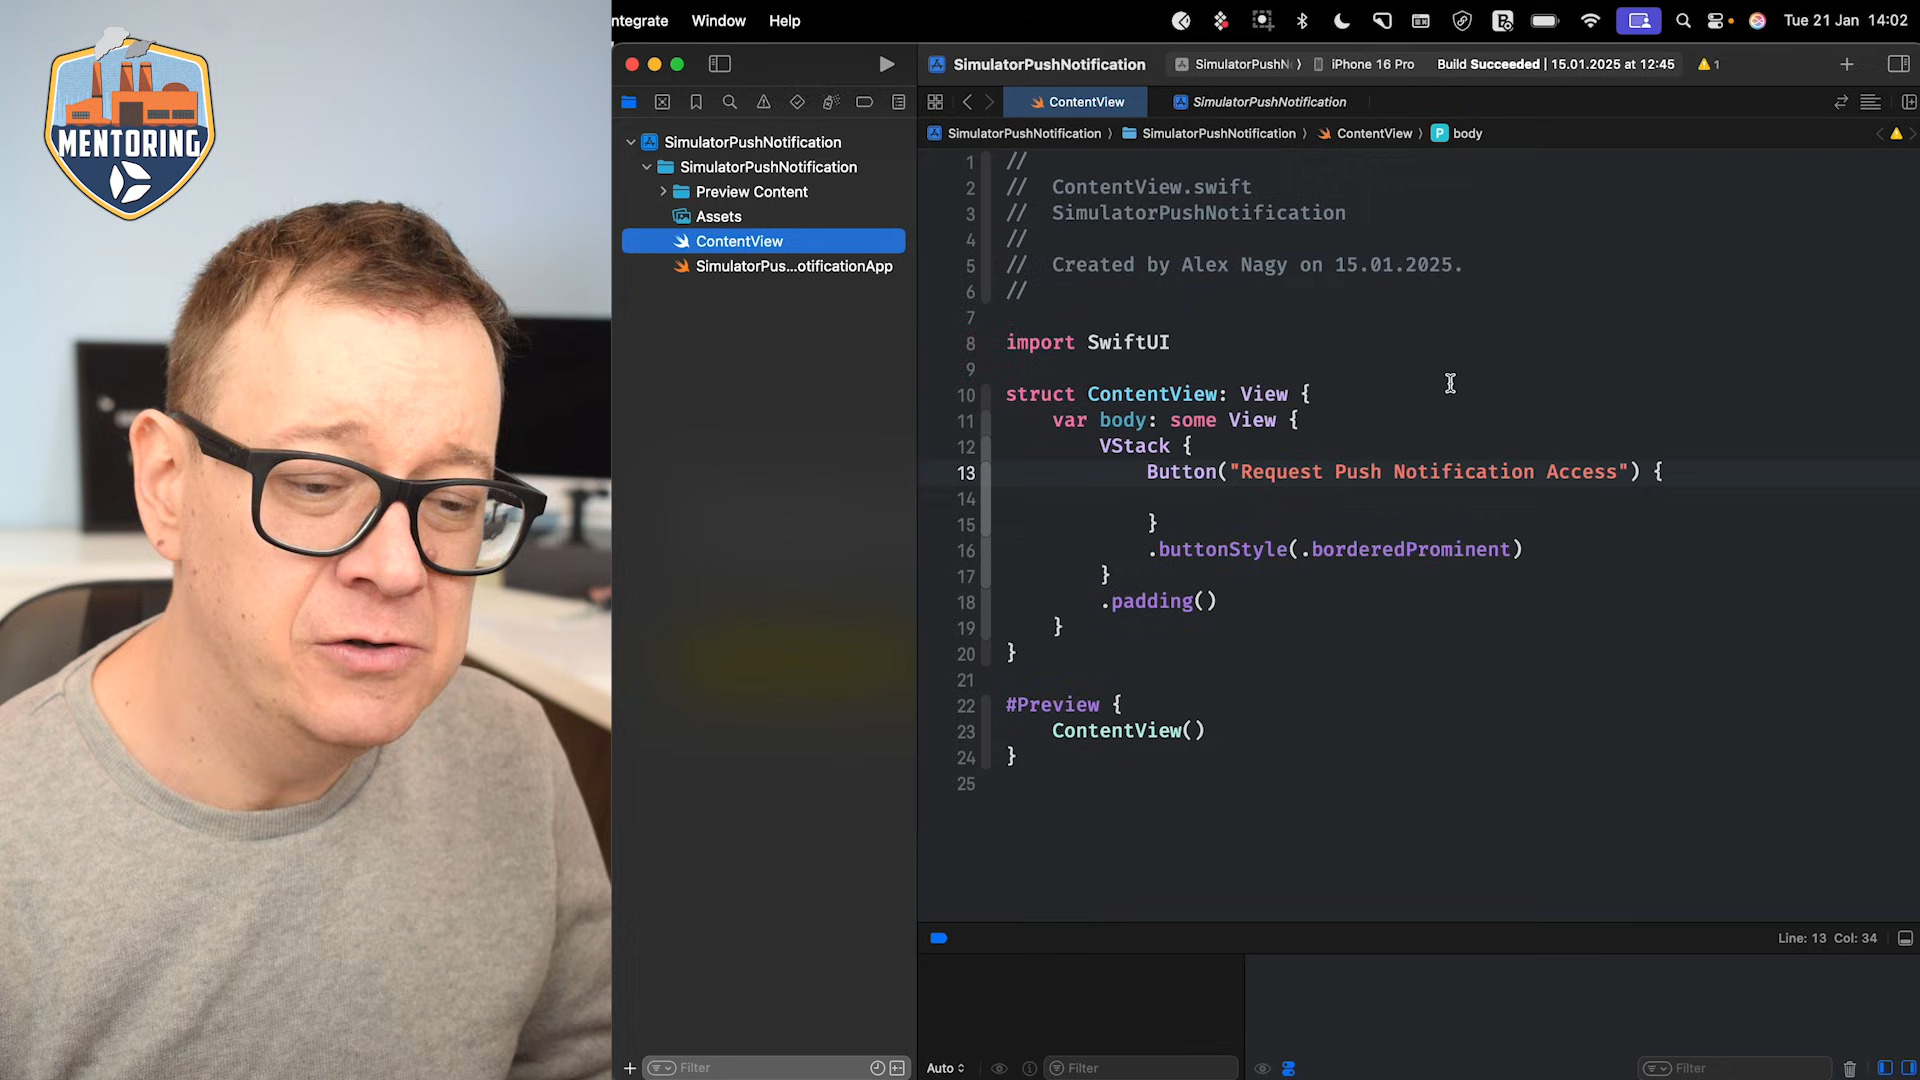 MENTORING
ntegrate Window Help
Tue 21 Jan 14:02
SimulatorPushNotification
SimulatorPushN
iPhone 16 Pro
Build Succeeded | 15.01.2025 at 12:45
1
ContentView
SimulatorPushNotification
SimulatorPushNotification
SimulatorPushNotification
ContentView
P body
SimulatorPushNotification
SimulatorPushNotification
Preview Content
Assets
ContentView
SimulatorPus...otificationApp
1 //
2 // ContentView.swift
3 // SimulatorPushNotification
4 //
5 // Created by Alex Nagy on 15.01.2025.
6 //
7
8 import SwiftUI
9
10 struct ContentView: View {
11 var body: some View {
12 VStack {
13 Button("Request Push Notification Access") {
14
15 }
16 .buttonStyle(.borderedProminent)
17 }
18 .padding()
19 }
20 }
21
22 #Preview {
23 ContentView()
24 }
25
Line: 13 Col: 34
Filter
Auto
Filter
Filter